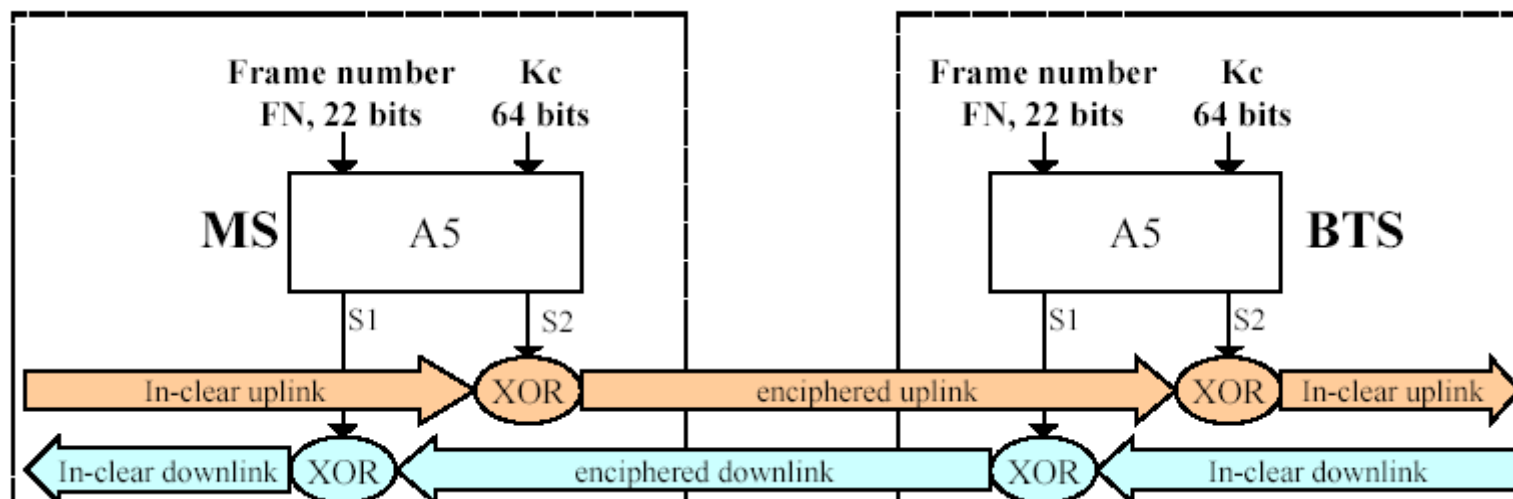 Frame number
FN, 22 bits
Kc
64 bits
MS
A5
S1
S2
Frame number
FN, 22 bits
Kc
64 bits
A5
BTS
S1
S2
In-clear uplink
XOR
enciphered uplink
XOR
In-clear uplink
In-clear downlink
XOR
enciphered downlink
XOR
In-clear downlink